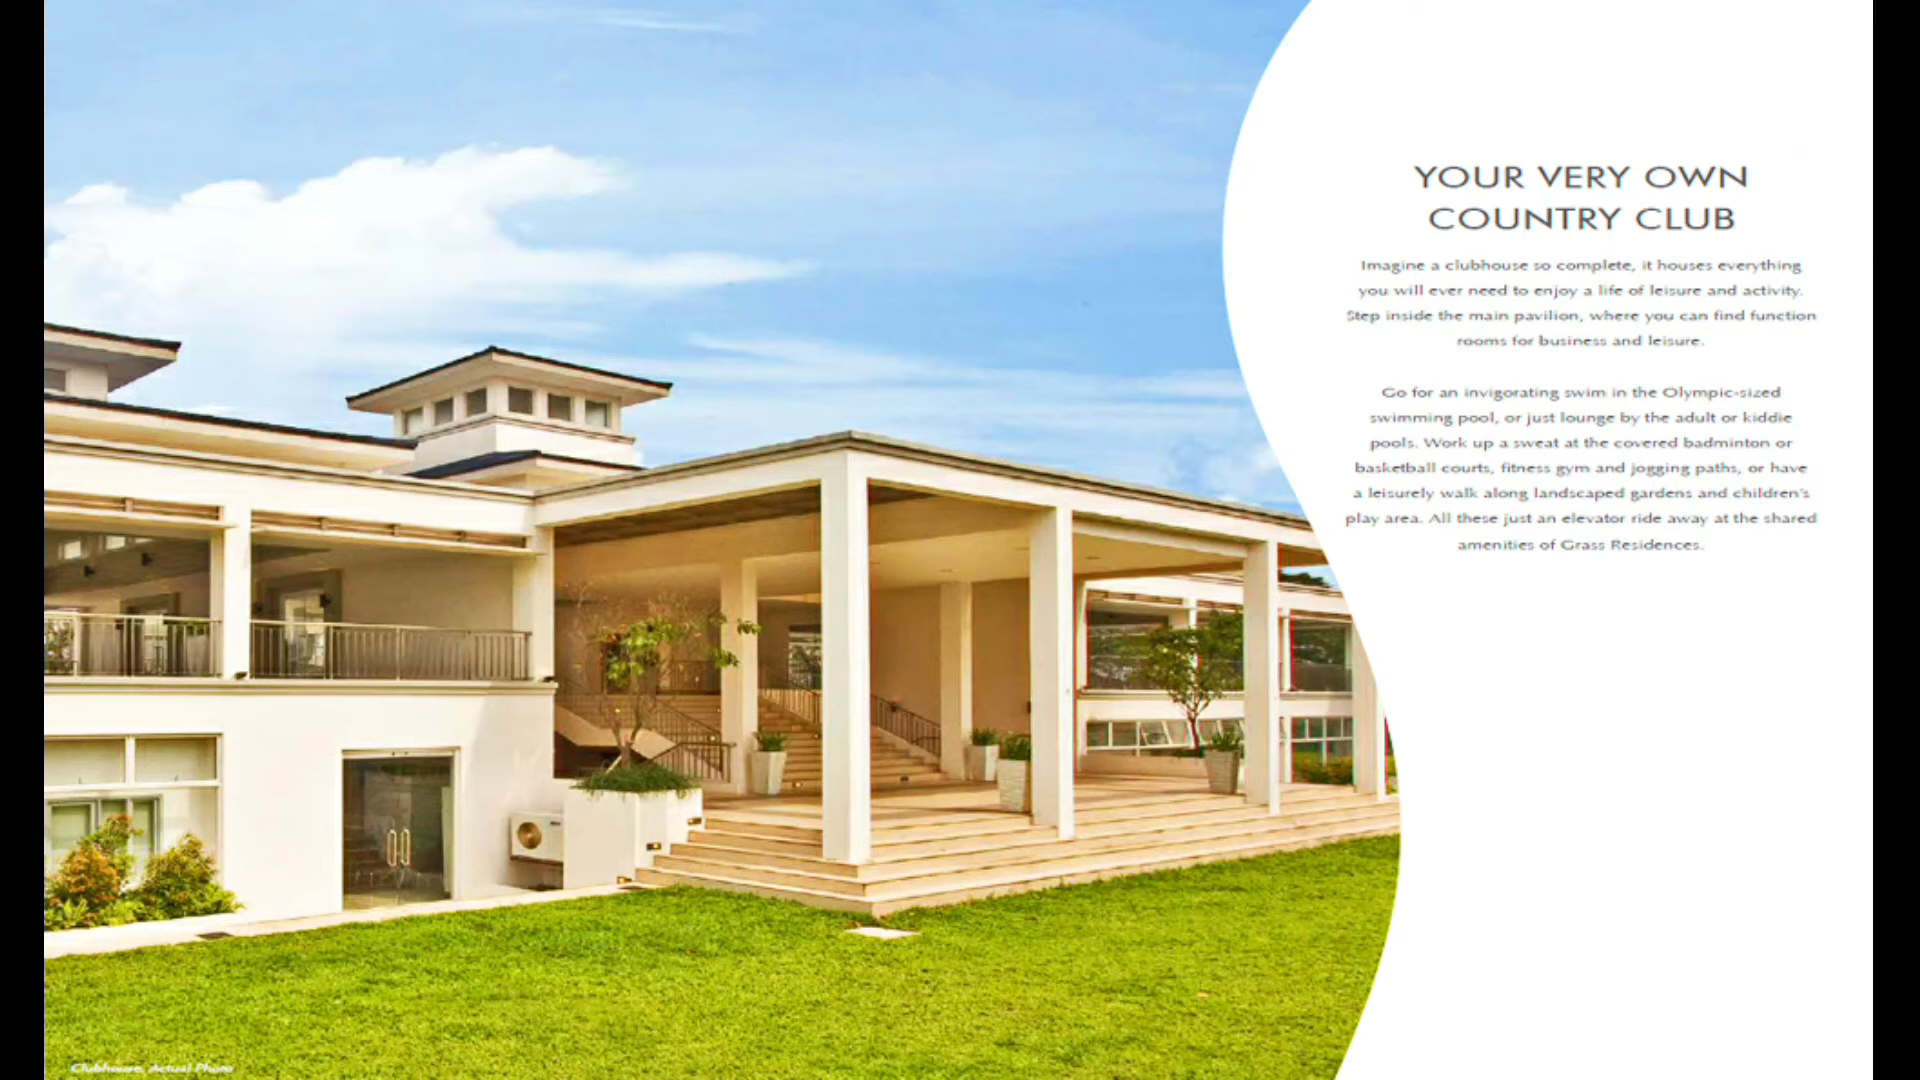 YOUR VERY OWN
COUNTRY CLUB
Imagine a clubhouse so complete, it houses everything
you will ever need to enjoy a life of leisure and activity.
Step inside the main pavilion, where you can find function
rooms for business and leisure.
Go for an invigorating swim in the Olympic-sized
swimming pool, or just lounge by the adult or kiddie
pools. Work up a sweat at the covered badminton or
basketball courts, fitness gym and jogging paths, or have
a leisurely walk along landscaped gardens and children's
play area. All these just an elevator ride away at the shared
amenities of Grass Residences.
Clubhouse, Actual Photo